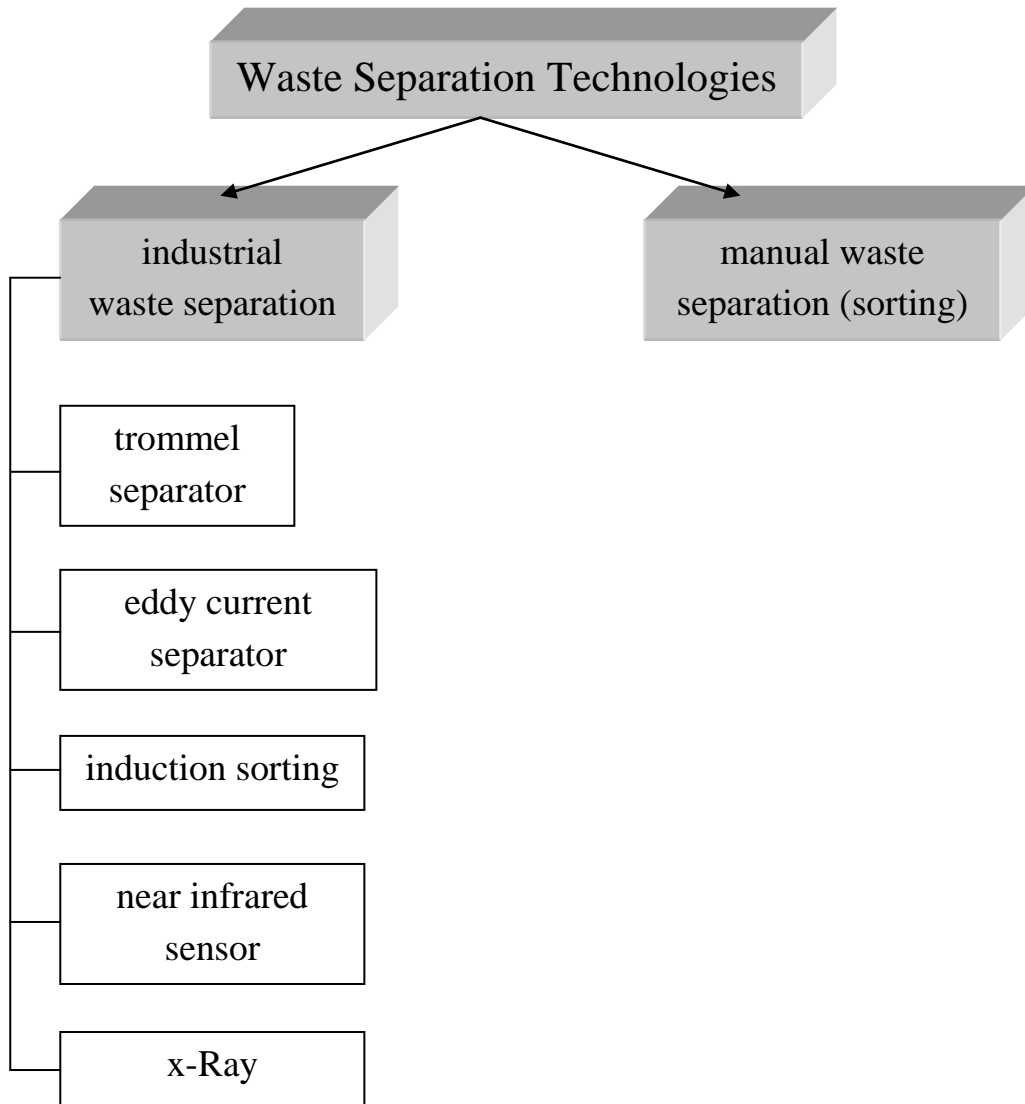 Waste Separation Technologies
industrial
waste separation
manual waste
separation (sorting)
trommel
separator
eddy current
separator
induction sorting
near infrared
sensor
x-Ray